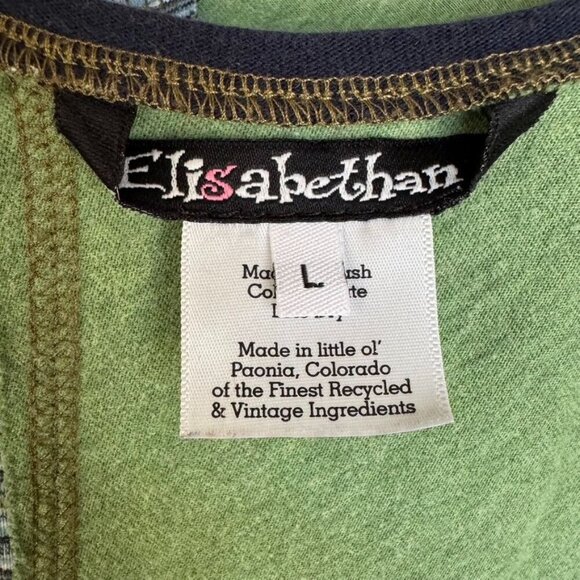 Elisabethan
L
Made in little ol'
Paonia, Colorado
of the Finest Recycled
& Vintage Ingredients